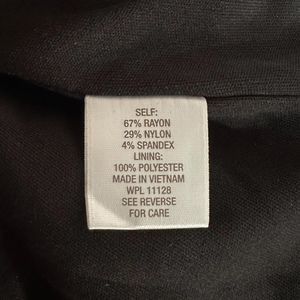 SELF:
67% RAYON
29% NYLON
4% SPANDEX
LINING:
100% POLYESTER
MADE IN VIETNAM
WPL 11128
SEE REVERSE
FOR CARE